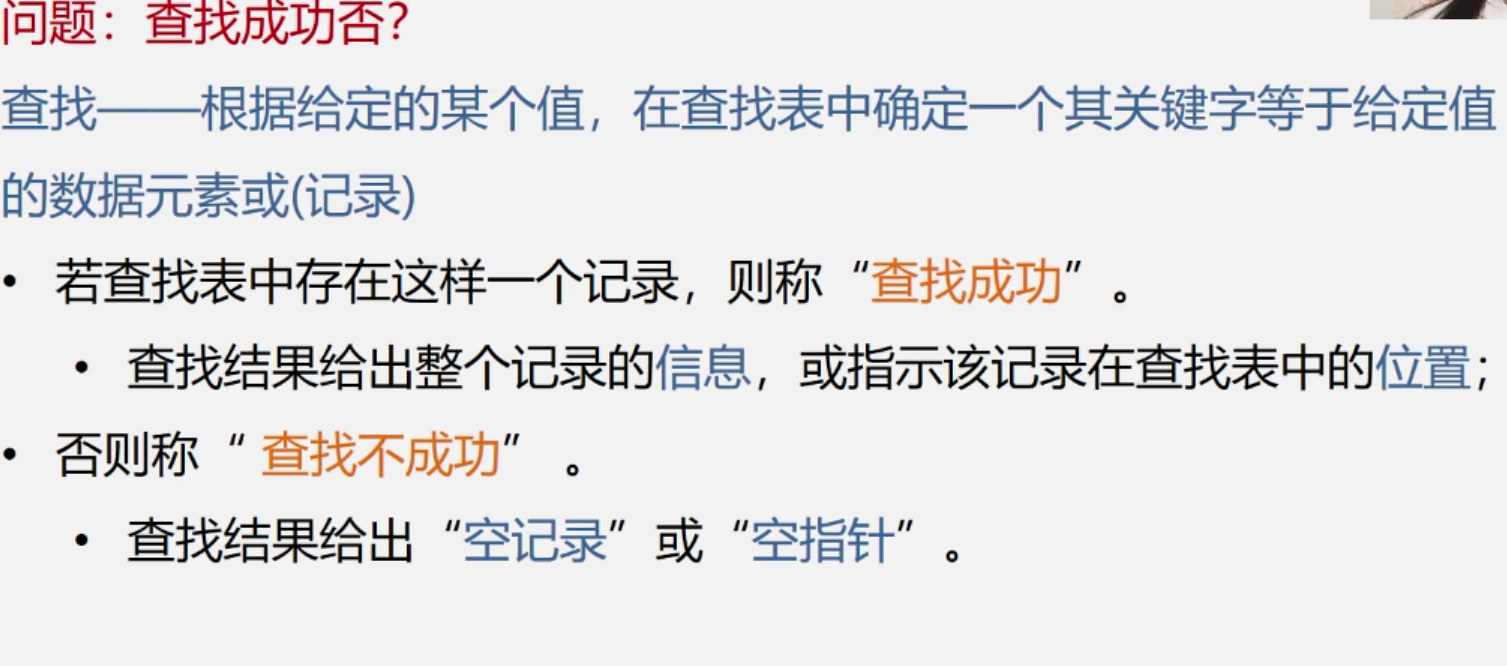 问题：查找成功否？
查找——根据给定的某个值，在查找表中确定一个其关键字等于给定值
的数据元素或(记录)
• 若查找表中存在这样一个记录，则称“查找成功”。
• 查找结果给出整个记录的信息，或指示该记录在查找表中的位置；
• 否则称“ 查找不成功” 。
• 查找结果给出“空记录”或“空指针”。